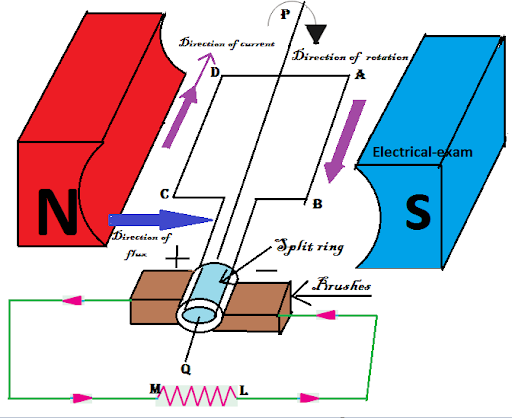 P
Direction of current
Direction of rotation
D
A
Electrical-exam
N
C
B
S
Direction of
flux
Split ring
+
−
Brushes
Q
M
L